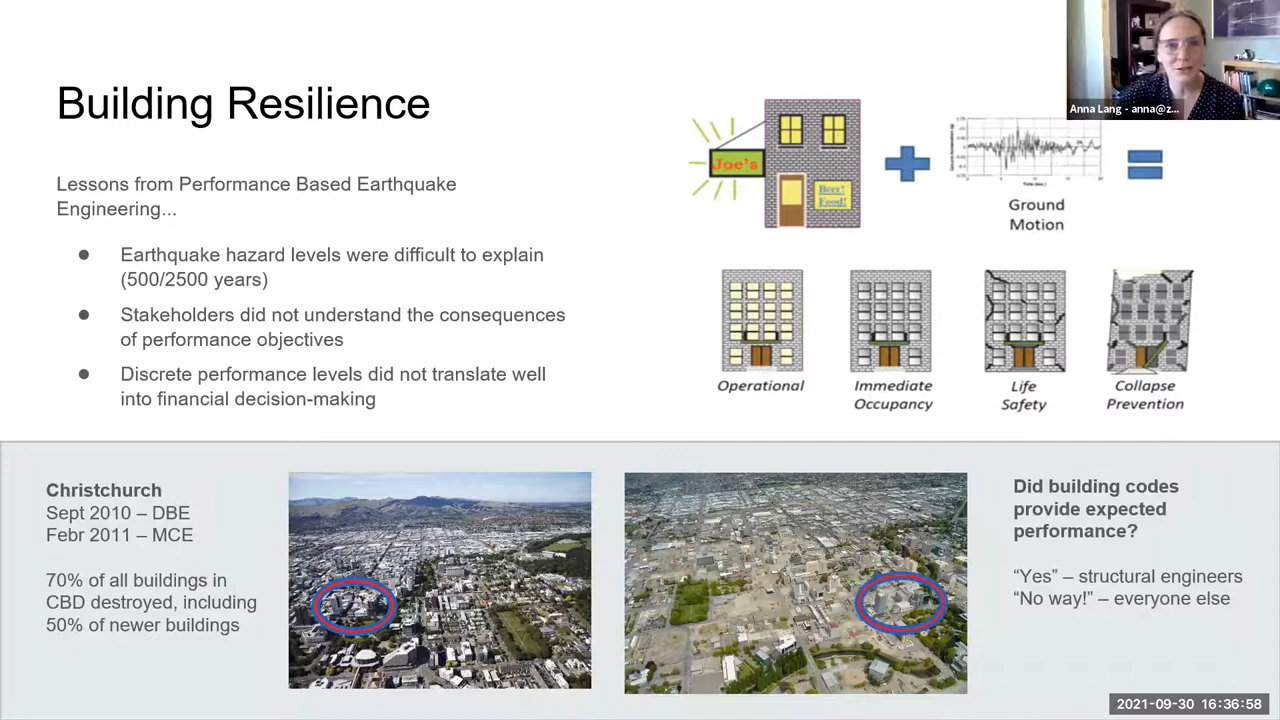 Building Resilience
Lessons from Performance Based Earthquake
Engineering...
● Earthquake hazard levels were difficult to explain
(500/2500 years)
● Stakeholders did not understand the consequences
of performance objectives
● Discrete performance levels did not translate well
into financial decision-making
Joe's
Beer!
Food!
Ground
Motion
Anna Lang - anna@z...
Operational
Immediate
Occupancy
Life
Safety
Collapse
Prevention
Christchurch
Sept 2010 – DBE
Febr 2011 – MCE
70% of all buildings in
CBD destroyed, including
50% of newer buildings
Did building codes
provide expected
performance?
“Yes” – structural engineers
“No way!” – everyone else
2021-09-30 16:36:58